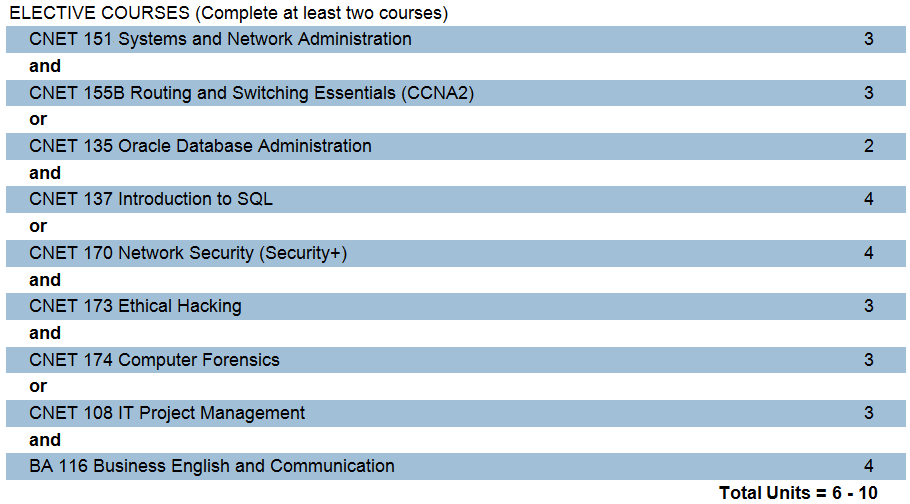 ELECTIVE COURSES (Complete at least two courses)
CNET 151 Systems and Network Administration 3
and
CNET 155B Routing and Switching Essentials (CCNA2) 3
or
CNET 135 Oracle Database Administration 2
and
CNET 137 Introduction to SQL 4
or
CNET 170 Network Security (Security+) 4
and
CNET 173 Ethical Hacking 3
and
CNET 174 Computer Forensics 3
or
CNET 108 IT Project Management 3
and
BA 116 Business English and Communication 4
Total Units = 6 - 10